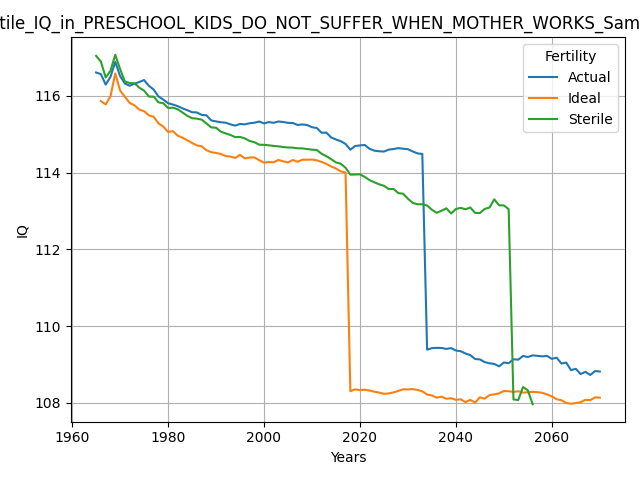 tile_IQ_in_PRESCHOOL_KIDS_DO_NOT_SUFFER_WHEN_MOTHER_WORKS_Sam
Fertility
Actual
Ideal
Sterile
116
114
112
110
108
IQ
1960
1980
2000
2020
2040
2060
Years